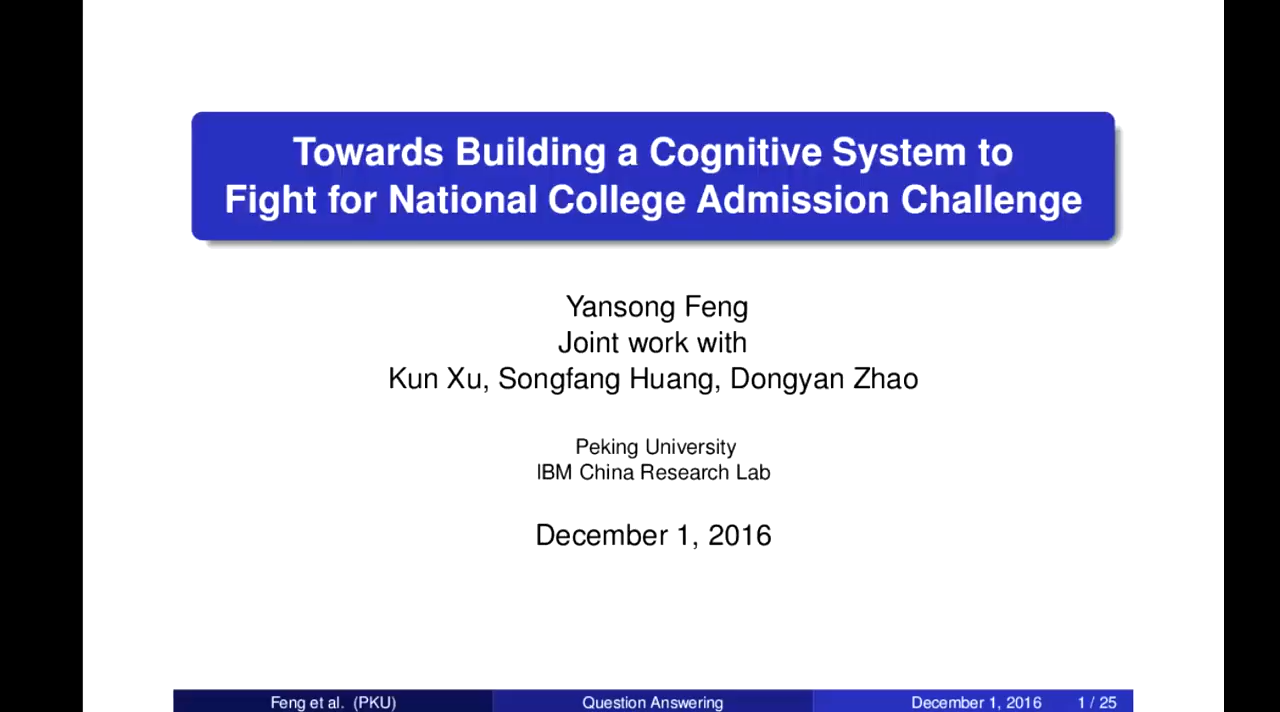 Towards Building a Cognitive System to
Fight for National College Admission Challenge
Yansong Feng
Joint work with
Kun Xu, Songfang Huang, Dongyan Zhao
Peking University
IBM China Research Lab
December 1, 2016
Feng et al. (PKU) Question Answering December 1, 2016 1 / 25